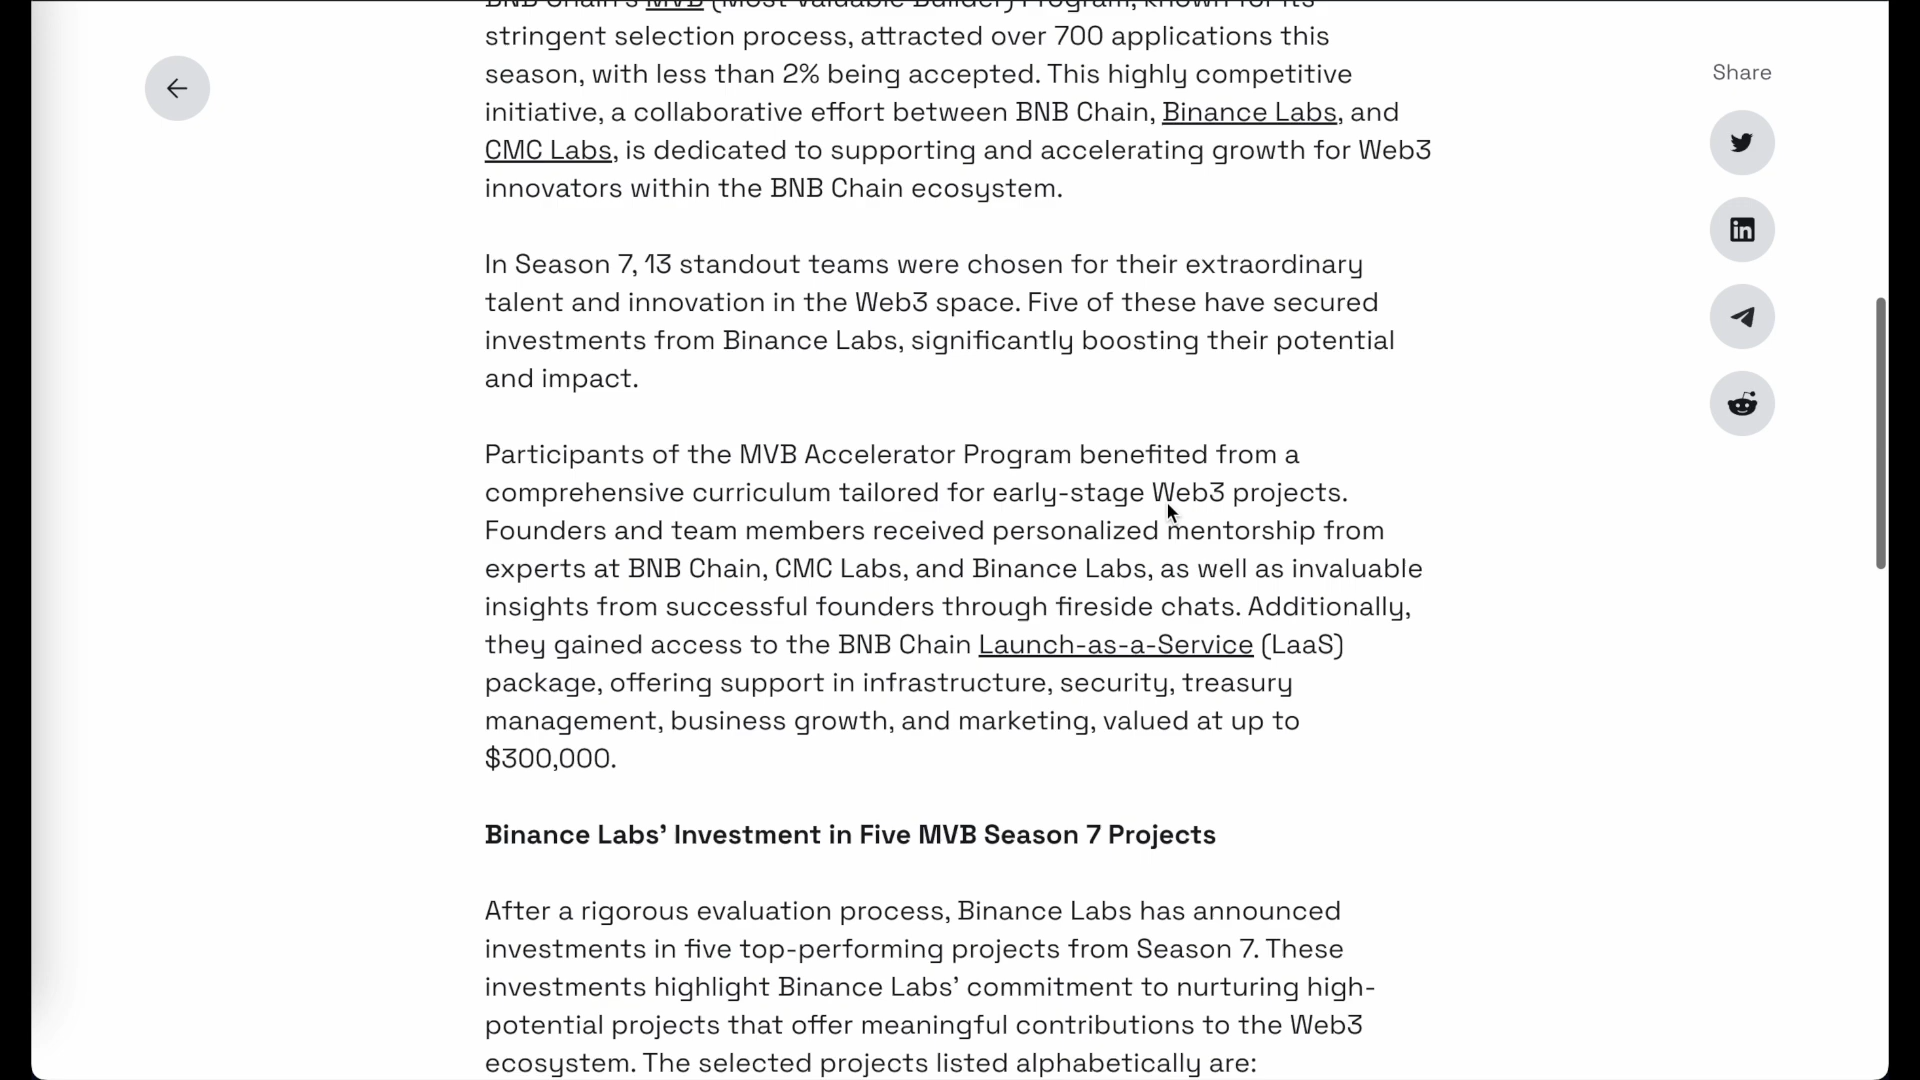 BNB Chain's MVB (Most Valuable Builder) Program, known for its
stringent selection process, attracted over 700 applications this
season, with less than 2% being accepted. This highly competitive
initiative, a collaborative effort between BNB Chain, Binance Labs, and
CMC Labs, is dedicated to supporting and accelerating growth for Web3
innovators within the BNB Chain ecosystem.
In Season 7, 13 standout teams were chosen for their extraordinary
talent and innovation in the Web3 space. Five of these have secured
investments from Binance Labs, significantly boosting their potential
and impact.
Participants of the MVB Accelerator Program benefited from a
comprehensive curriculum tailored for early-stage Web3 projects.
Founders and team members received personalized mentorship from
experts at BNB Chain, CMC Labs, and Binance Labs, as well as invaluable
insights from successful founders through fireside chats. Additionally,
they gained access to the BNB Chain Launch-as-a-Service (LaaS)
package, offering support in infrastructure, security, treasury
management, business growth, and marketing, valued at up to
$300,000.
Binance Labs’ Investment in Five MVB Season 7 Projects
After a rigorous evaluation process, Binance Labs has announced
investments in five top-performing projects from Season 7. These
investments highlight Binance Labs’ commitment to nurturing high-
potential projects that offer meaningful contributions to the Web3
ecosystem. The selected projects listed alphabetically are:
Share